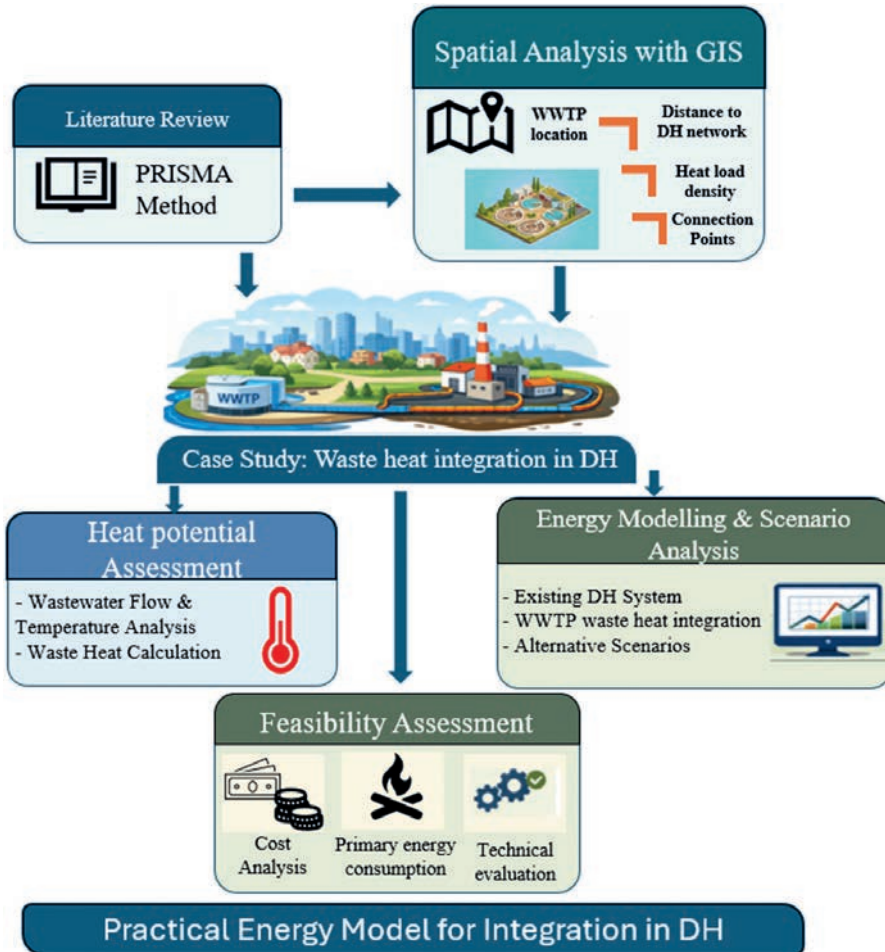 Spatial Analysis with GIS
Literature Review
PRISMA
Method
WWTP
location
Distance to
DH network
Heat load
density
Connection
Points
WWTP
Case Study: Waste heat integration in DH
Heat potential
Assessment
- Wastewater Flow &
Temperature Analysis
- Waste Heat Calculation
Energy Modelling & Scenario
Analysis
- Existing DH System
- WWTP waste heat integration
- Alternative Scenarios
Feasibility Assessment
Cost
Analysis
Primary energy
consumption
Technical
evaluation
Practical Energy Model for Integration in DH